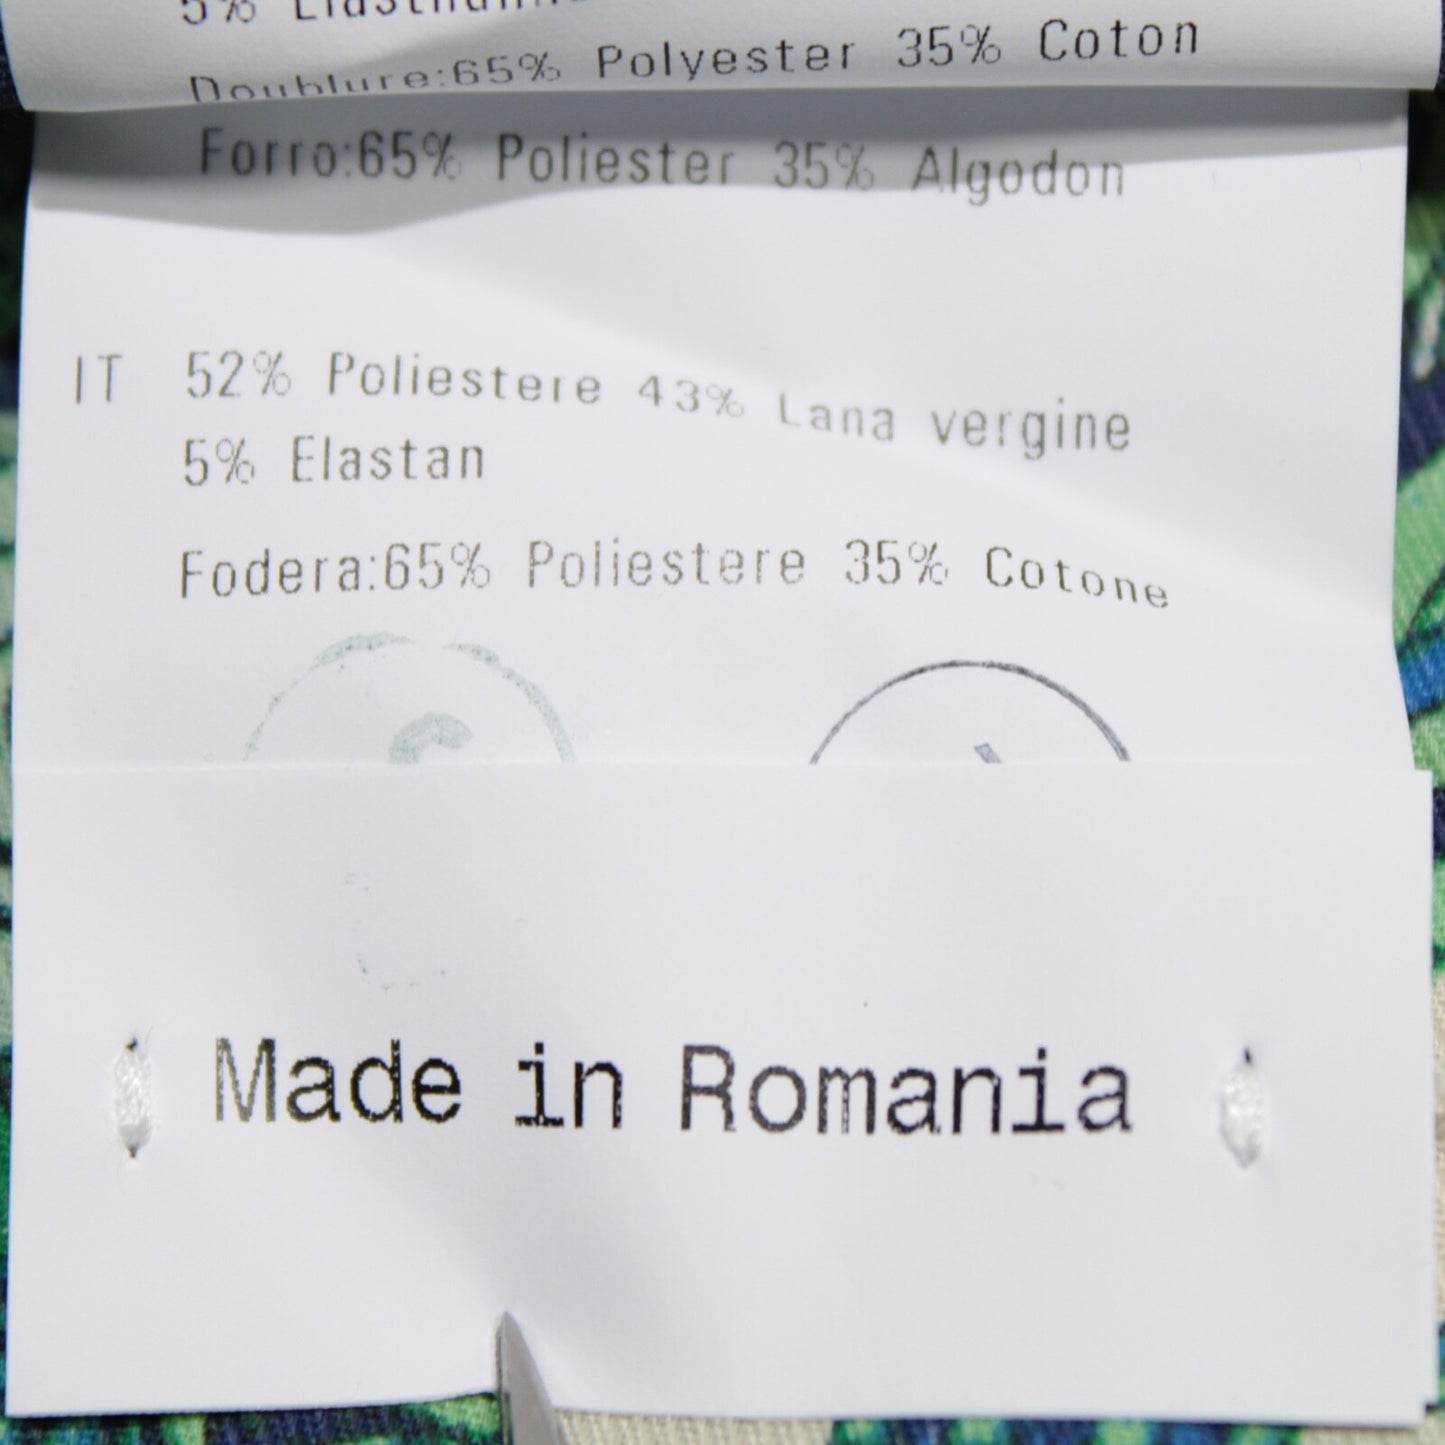 5%
Doublure:65% Polyester 35% Coton
Forro:65% Poliester 35% Algodon
IT 52% Poliestere 43% Lana vergine
5% Elastan
Fodera:65% Poliestere 35% Cotone
Made in Romania